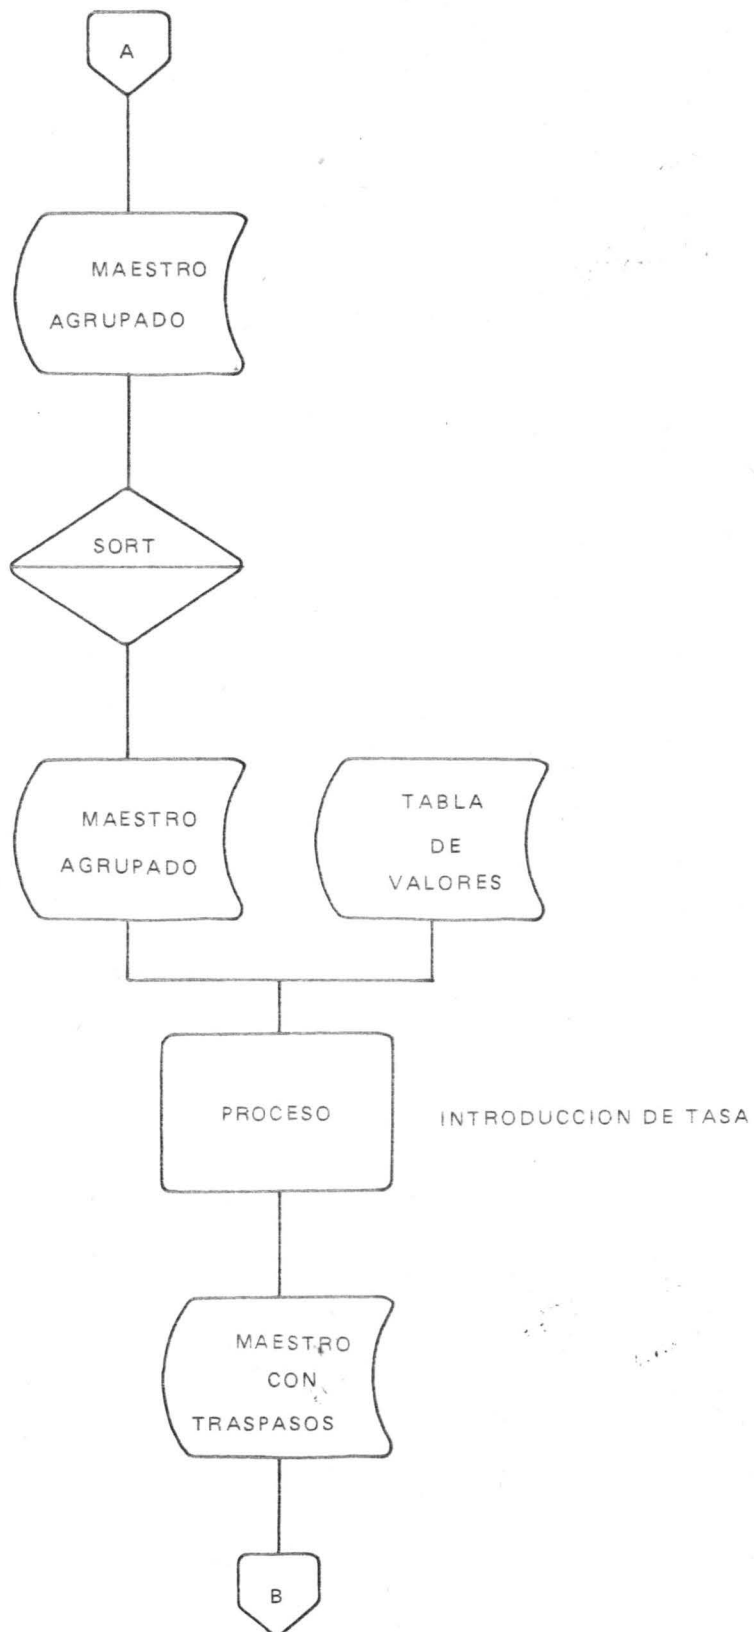 A
MAESTRO
AGRUPADO
SORT
MAESTRO
AGRUPADO
TABLA
DE
VALORES
PROCESO
INTRODUCCION DE TASA
MAESTRO
CON
TRASPASOS
B